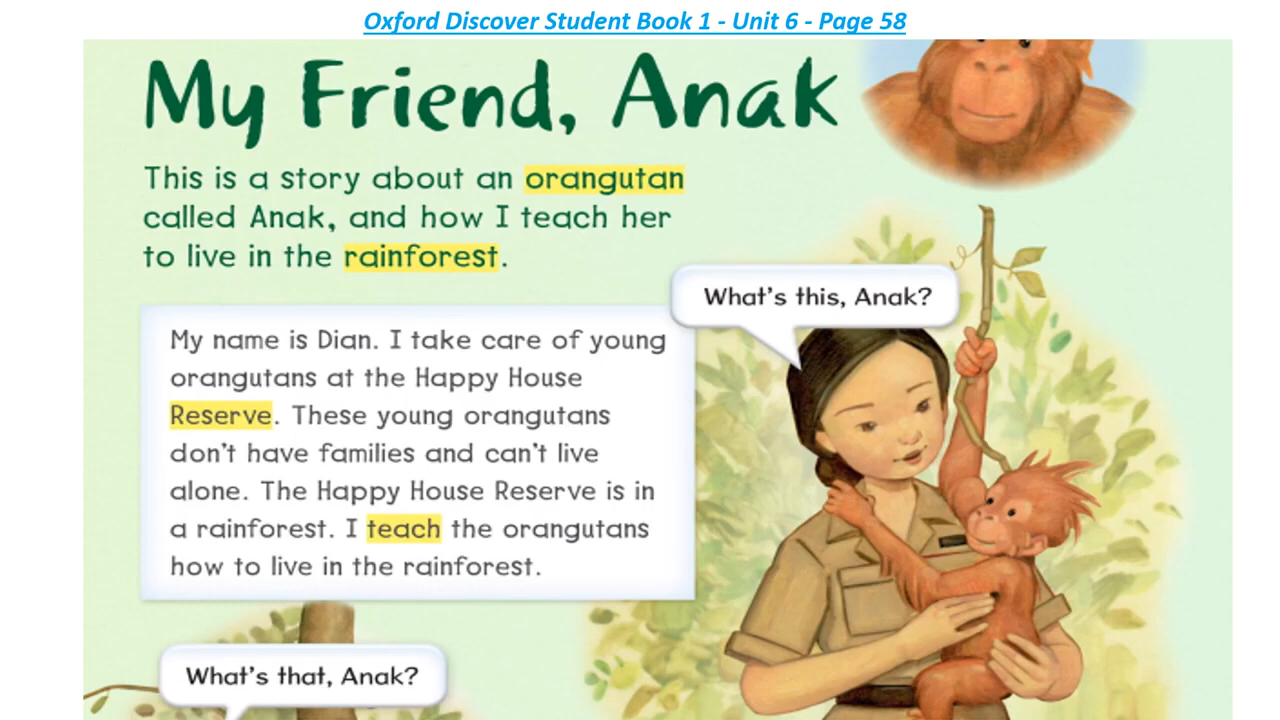 Oxford Discover Student Book 1 - Unit 6 - Page 58
My Friend, Anak
This is a story about an orangutan
called Anak, and how I teach her
to live in the rainforest.
What's this, Anak?
My name is Dian. I take care of young
orangutans at the Happy House
Reserve. These young orangutans
don't have families and can't live
alone. The Happy House Reserve is in
a rainforest. I teach the orangutans
how to live in the rainforest.
What's that, Anak?